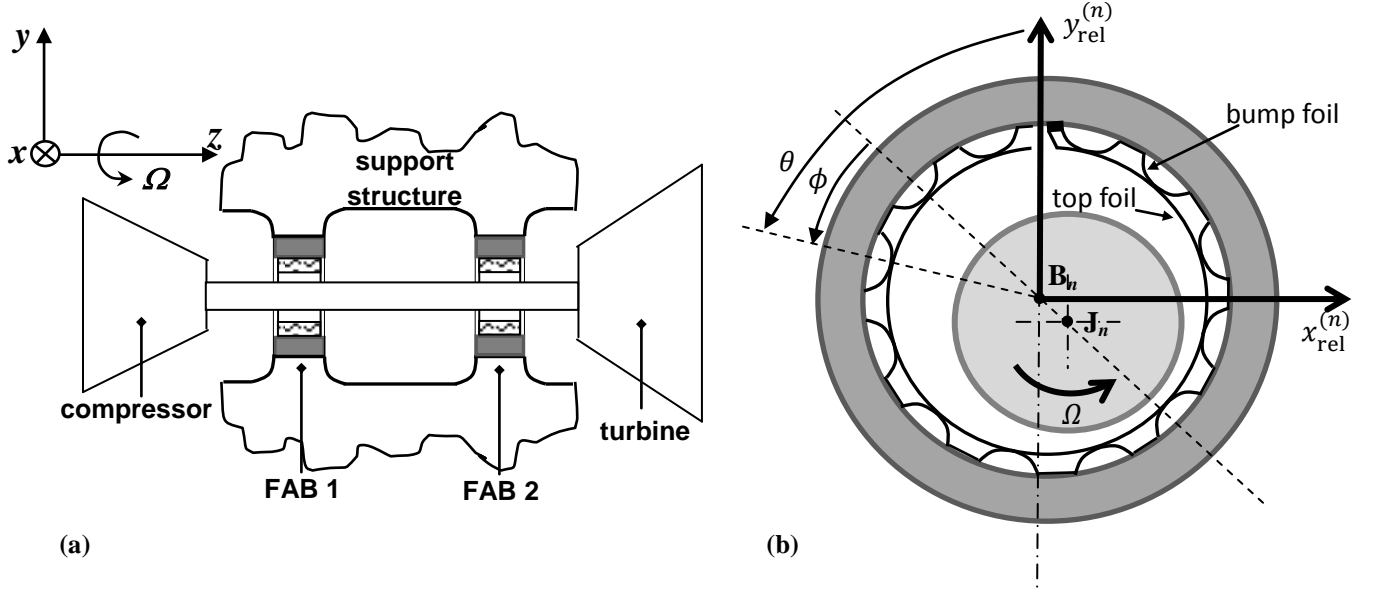 y
x
z
Ω
support
structure
compressor
turbine
FAB 1
FAB 2
(a)
y_rel^(n)
bump foil
θ
ϕ
top foil
B_n
J_n
x_rel^(n)
Ω
(b)